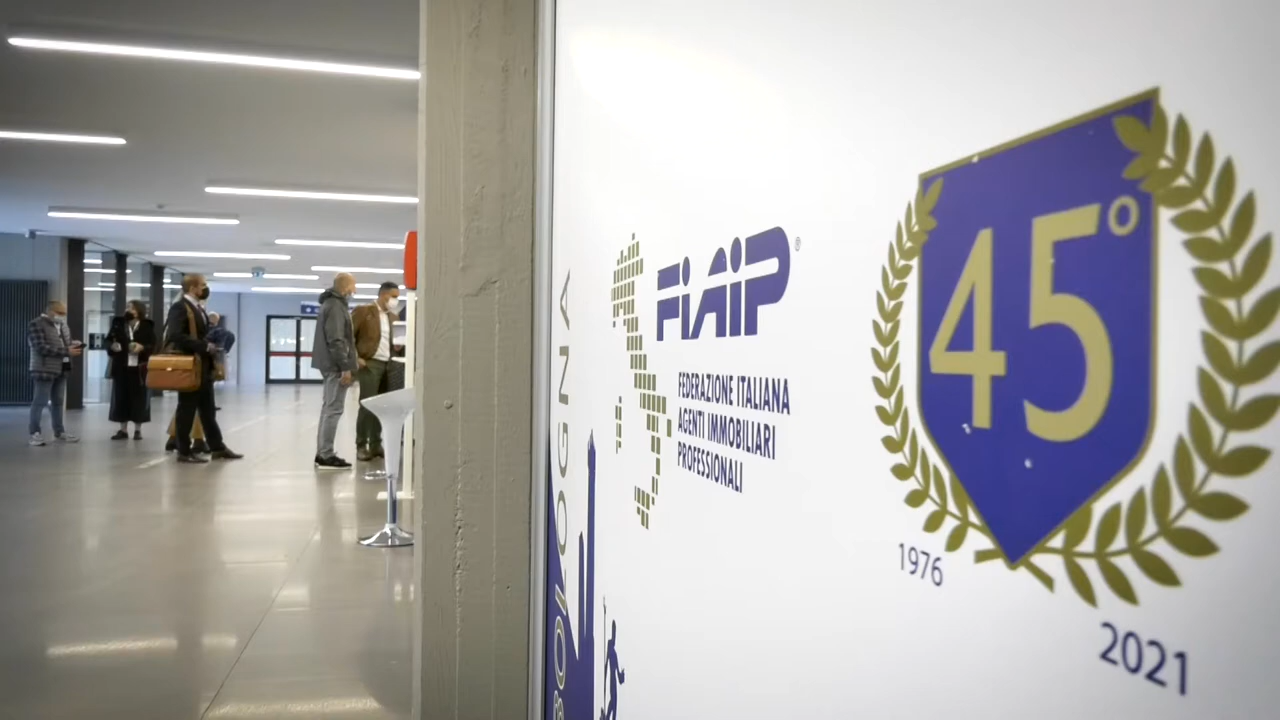 BOLOGNA
FIAIP®
FEDERAZIONE ITALIANA
AGENTI IMMOBILIARI
PROFESSIONALI
45°
1976
2021